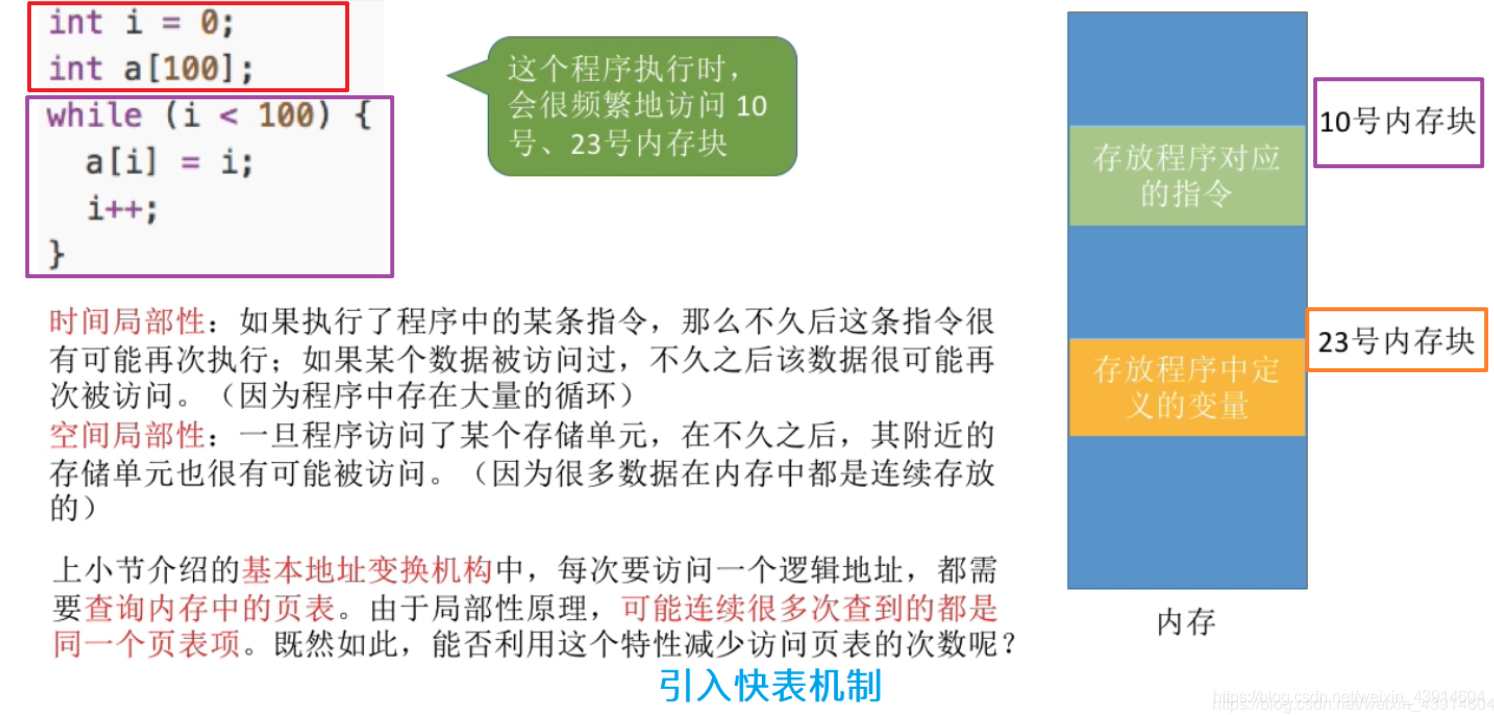 int i = 0;
int a[100];
while (i < 100) {
a[i] = i;
i++;
}
这个程序执行时，
会很频繁地访问 10
号、23号内存块
存放程序对应
的指令
10号内存块
存放程序中定
义的变量
23号内存块
内存
时间局部性：如果执行了程序中的某条指令，那么不久后这条指令很
有可能再次执行；如果某个数据被访问过，不久之后该数据很可能再
次被访问。（因为程序中存在大量的循环）
空间局部性：一旦程序访问了某个存储单元，在不久之后，其附近的
存储单元也很有可能被访问。（因为很多数据在内存中都是连续存放
的）
上小节介绍的基本地址变换机构中，每次要访问一个逻辑地址，都需
要查询内存中的页表。由于局部性原理，可能连续很多次查到的都是
同一个页表项。既然如此，能否利用这个特性减少访问页表的次数呢？
引入快表机制
https://blog.csdn.net/weixin_43914604
https://blog.csdn.net/weixin_43914604